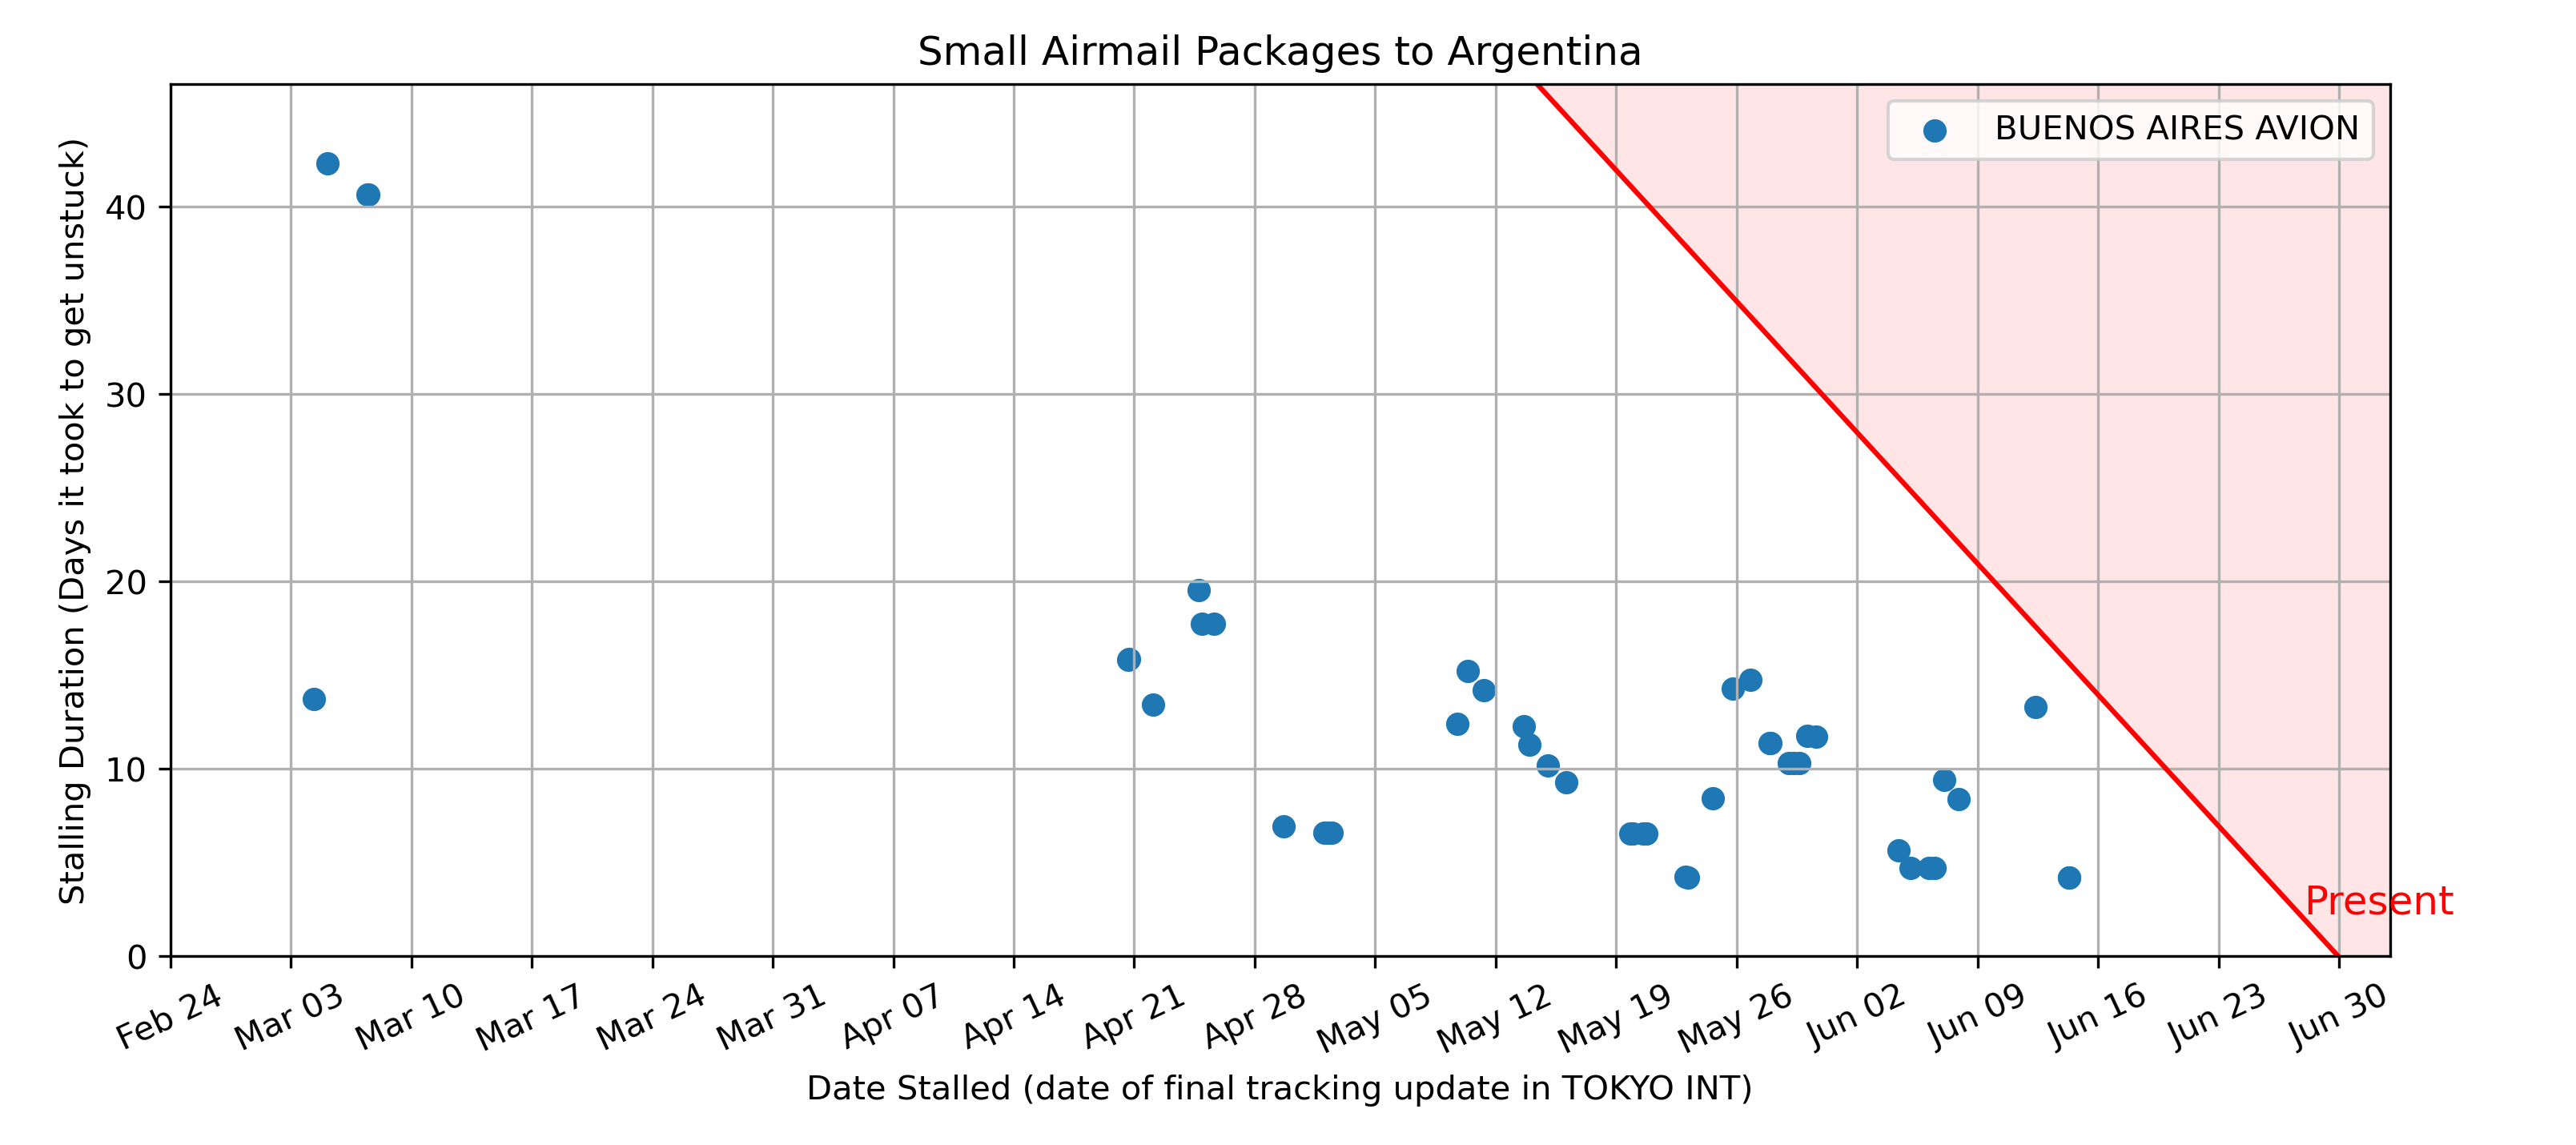 Small Airmail Packages to Argentina
BUENOS AIRES AVION
Stalling Duration (Days it took to get unstuck)
40
30
20
10
0
Present
Feb 24 Mar 03 Mar 10 Mar 17 Mar 24 Mar 31 Apr 07 Apr 14 Apr 21 Apr 28 May 05 May 12 May 19 May 26 Jun 02 Jun 09 Jun 16 Jun 23 Jun 30
Date Stalled (date of final tracking update in TOKYO INT)